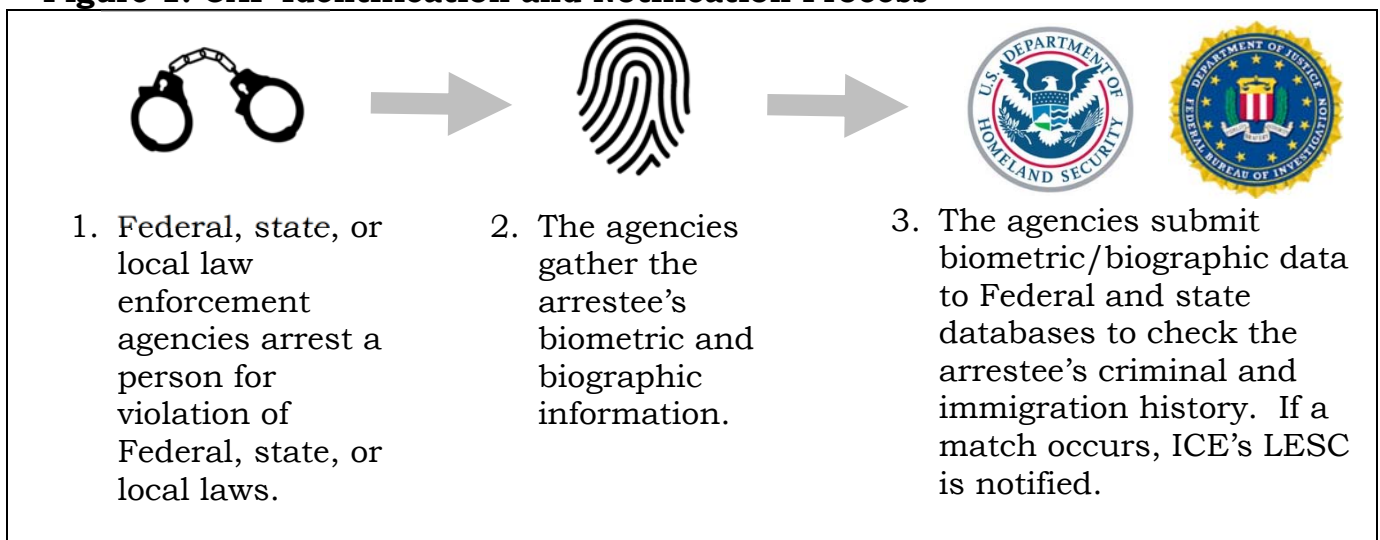 Figure 1: CAP Identification and Notification Process
U.S. DEPARTMENT OF
HOMELAND SECURITY
DEPARTMENT OF JUSTICE
FEDERAL BUREAU OF INVESTIGATION
1. Federal, state, or
local law
enforcement
agencies arrest a
person for
violation of
Federal, state, or
local laws.
2. The agencies
gather the
arrestee’s
biometric and
biographic
information.
3. The agencies submit
biometric/biographic data
to Federal and state
databases to check the
arrestee’s criminal and
immigration history.  If a
match occurs, ICE’s LESC
is notified.